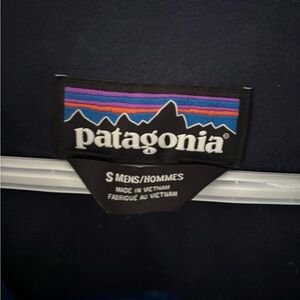 patagonia®
S MENS/HOMMES
MADE IN VIETNAM
FABRIQUÉ AU VIETNAM